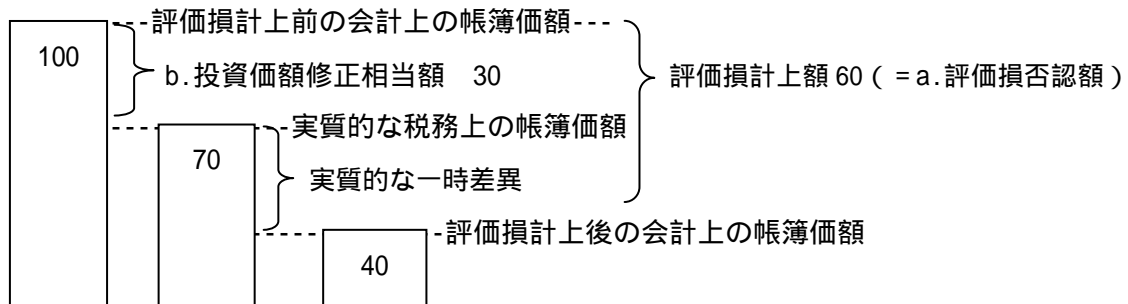 評価損計上前の会計上の帳簿価額
100
b.投資価額修正相当額 30
評価損計上額 60 ( =a.評価損否認額 )
実質的な税務上の帳簿価額
70
実質的な一時差異
評価損計上後の会計上の帳簿価額
40